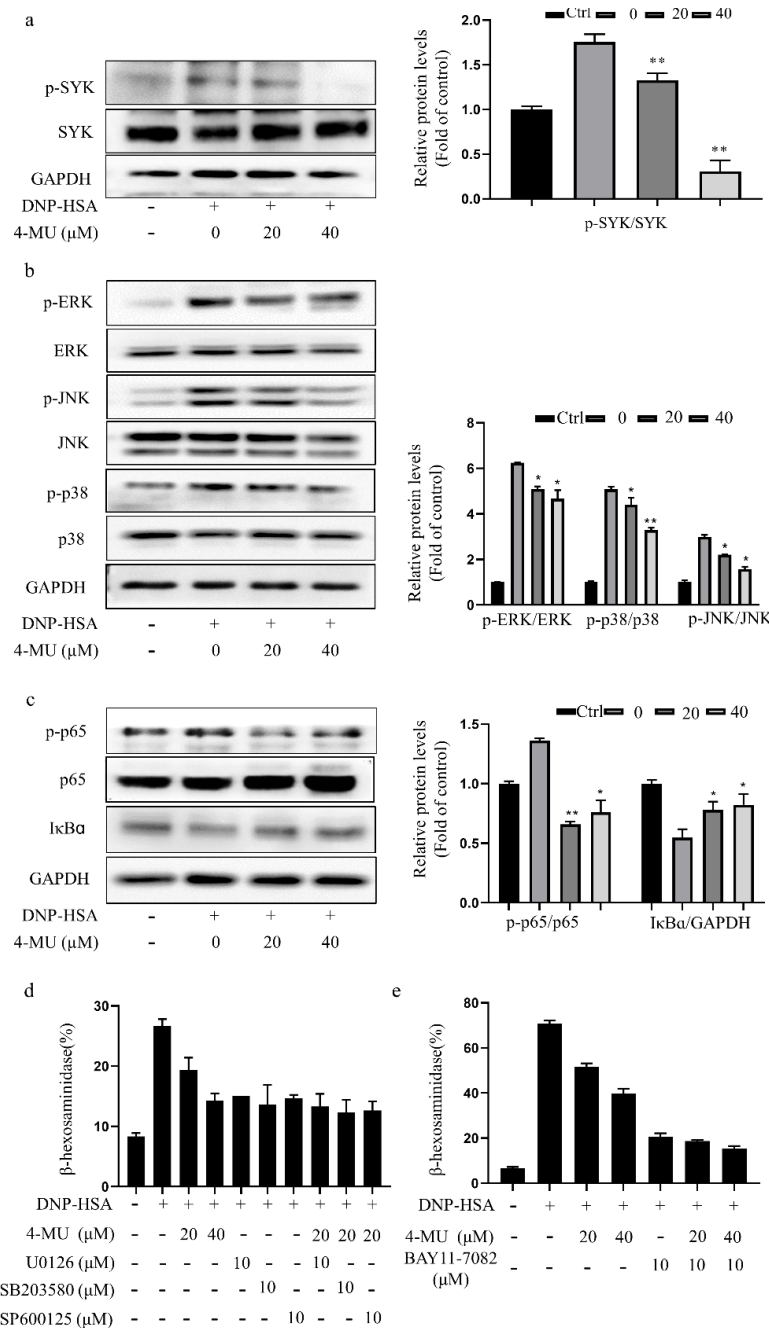 a
p-SYK
SYK
GAPDH
DNP-HSA - + + +
4-MU (μM) - 0 20 40
Ctrl 0 20 40
Relative protein levels
(Fold of control)
2.0
1.5
1.0
0.5
0.0
**
**
p-SYK/SYK
b
p-ERK
ERK
p-JNK
JNK
p-p38
p38
GAPDH
DNP-HSA - + + +
4-MU (μM) - 0 20 40
Ctrl 0 20 40
Relative protein levels
(Fold of control)
8
6
4
2
0
* *
* **
* *
p-ERK/ERK p-p38/p38 p-JNK/JNK
c
p-p65
p65
IκBα
GAPDH
DNP-HSA - + + +
4-MU (μM) - 0 20 40
Ctrl 0 20 40
Relative protein levels
(Fold of control)
1.5
1.0
0.5
0.0
** *
* *
p-p65/p65 IκBα/GAPDH
d
β-hexosaminidase(%)
30
20
10
0
DNP-HSA - + + + + + + + + +
4-MU (μM) - - 20 40 - - - 20 20 20
U0126 (μM) - - - - 10 - - 10 - -
SB203580 (μM) - - - - - 10 - - 10 -
SP600125 (μM) - - - - - - 10 - - 10
e
β-hexosaminidase(%)
80
60
40
20
0
DNP-HSA - + + + + + +
4-MU (μM) - - 20 40 - 20 40
BAY11-7082 - - - - 10 10 10
(μM)